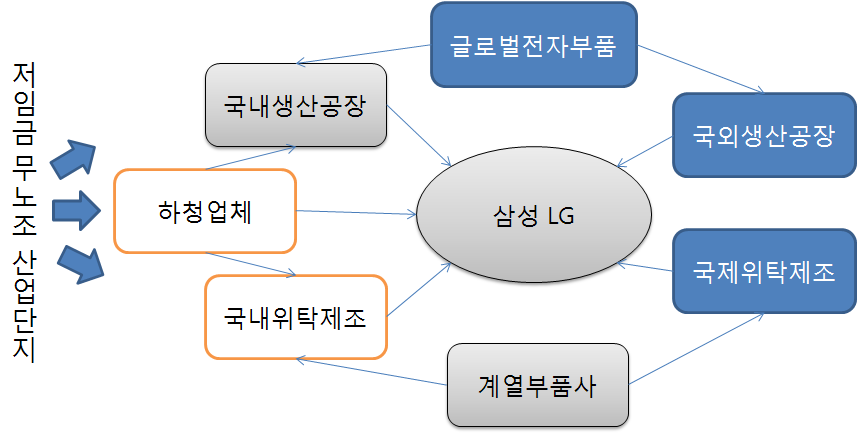 저임금 무노조 산업단지
글로벌전자부품
국내생산공장
국외생산공장
하청업체
삼성 LG
국내위탁제조
국제위탁제조
계열부품사